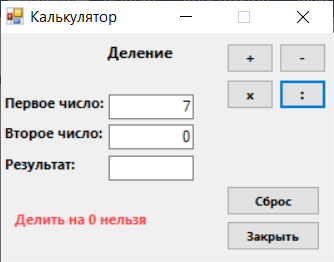 Калькулятор
Деление
+ -
x :
Первое число: 7
Второе число: 0
Результат:
Делить на 0 нельзя
Сброс
Закрыть